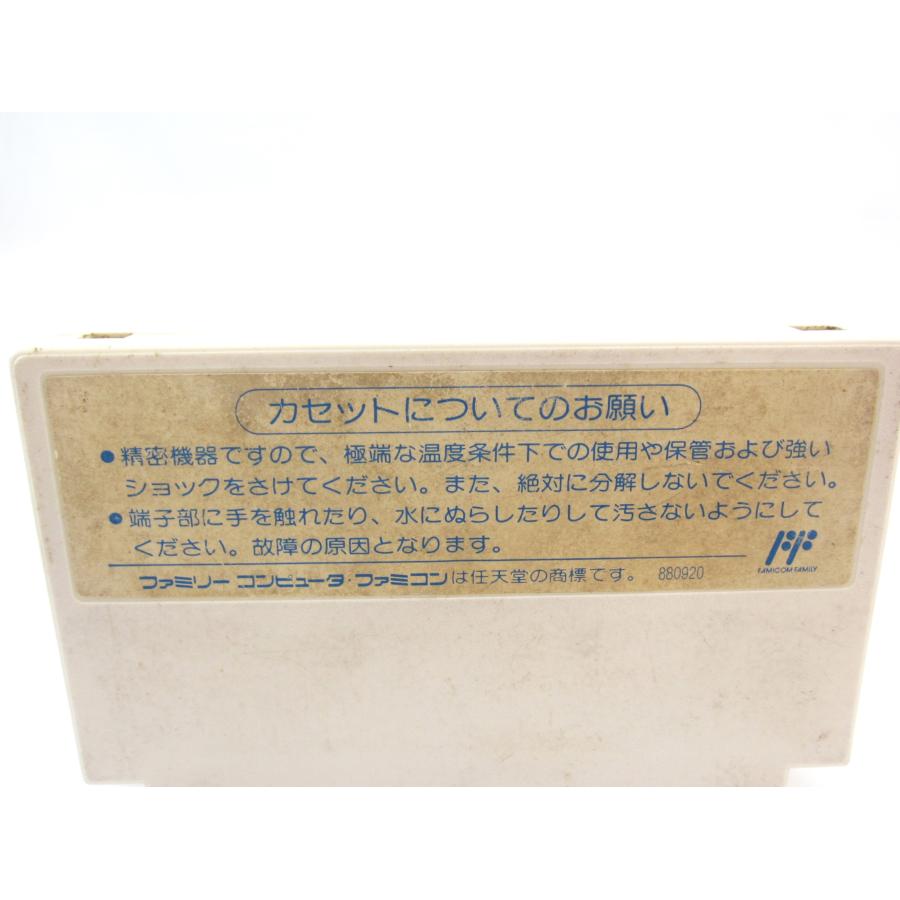 カセットについてのお願い
●精密機器ですので、極端な温度条件下での使用や保管および強い
ショックをさけてください。また、絶対に分解しないでください。
●端子部に手を触れたり、水にぬらしたりして汚さないようにして
ください。故障の原因となります。
ファミリーコンピュータ・ファミコンは任天堂の商標です。 880920
FAMICOM FAMILY